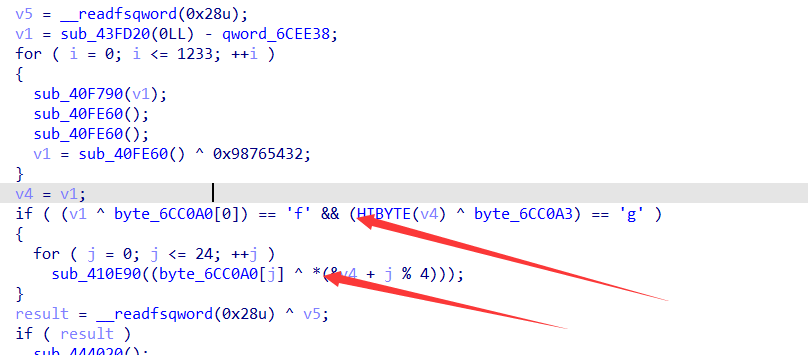 v5 = __readfsqword(0x28u);
v1 = sub_43FD20(0LL) - qword_6CEE38;
for ( i = 0; i <= 1233; ++i )
{
sub_40F790(v1);
sub_40FE60();
sub_40FE60();
v1 = sub_40FE60() ^ 0x98765432;
}
v4 = v1;
if ( (v1 ^ byte_6CC0A0[0]) == 'f' && (HIBYTE(v4) ^ byte_6CC0A3) == 'g' )
{
for ( j = 0; j <= 24; ++j )
sub_410E90((byte_6CC0A0[j] ^ *(&v4 + j % 4)));
}
result = __readfsqword(0x28u) ^ v5;
if ( result )
sub_444020();